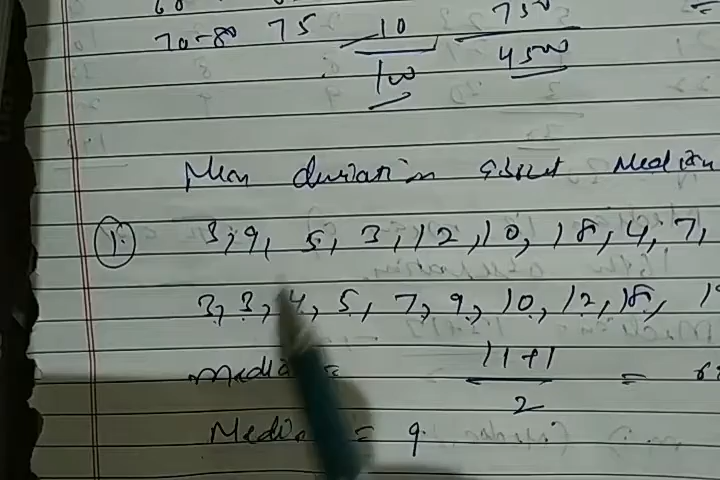 70-80 75 10 750
100 4500
Mean deviation about Median
1. 3, 9, 5, 3, 12, 10, 18, 4, 7,
3, 3, 4, 5, 7, 9, 10, 12, 18, 19
11+1
2 =
= 9.